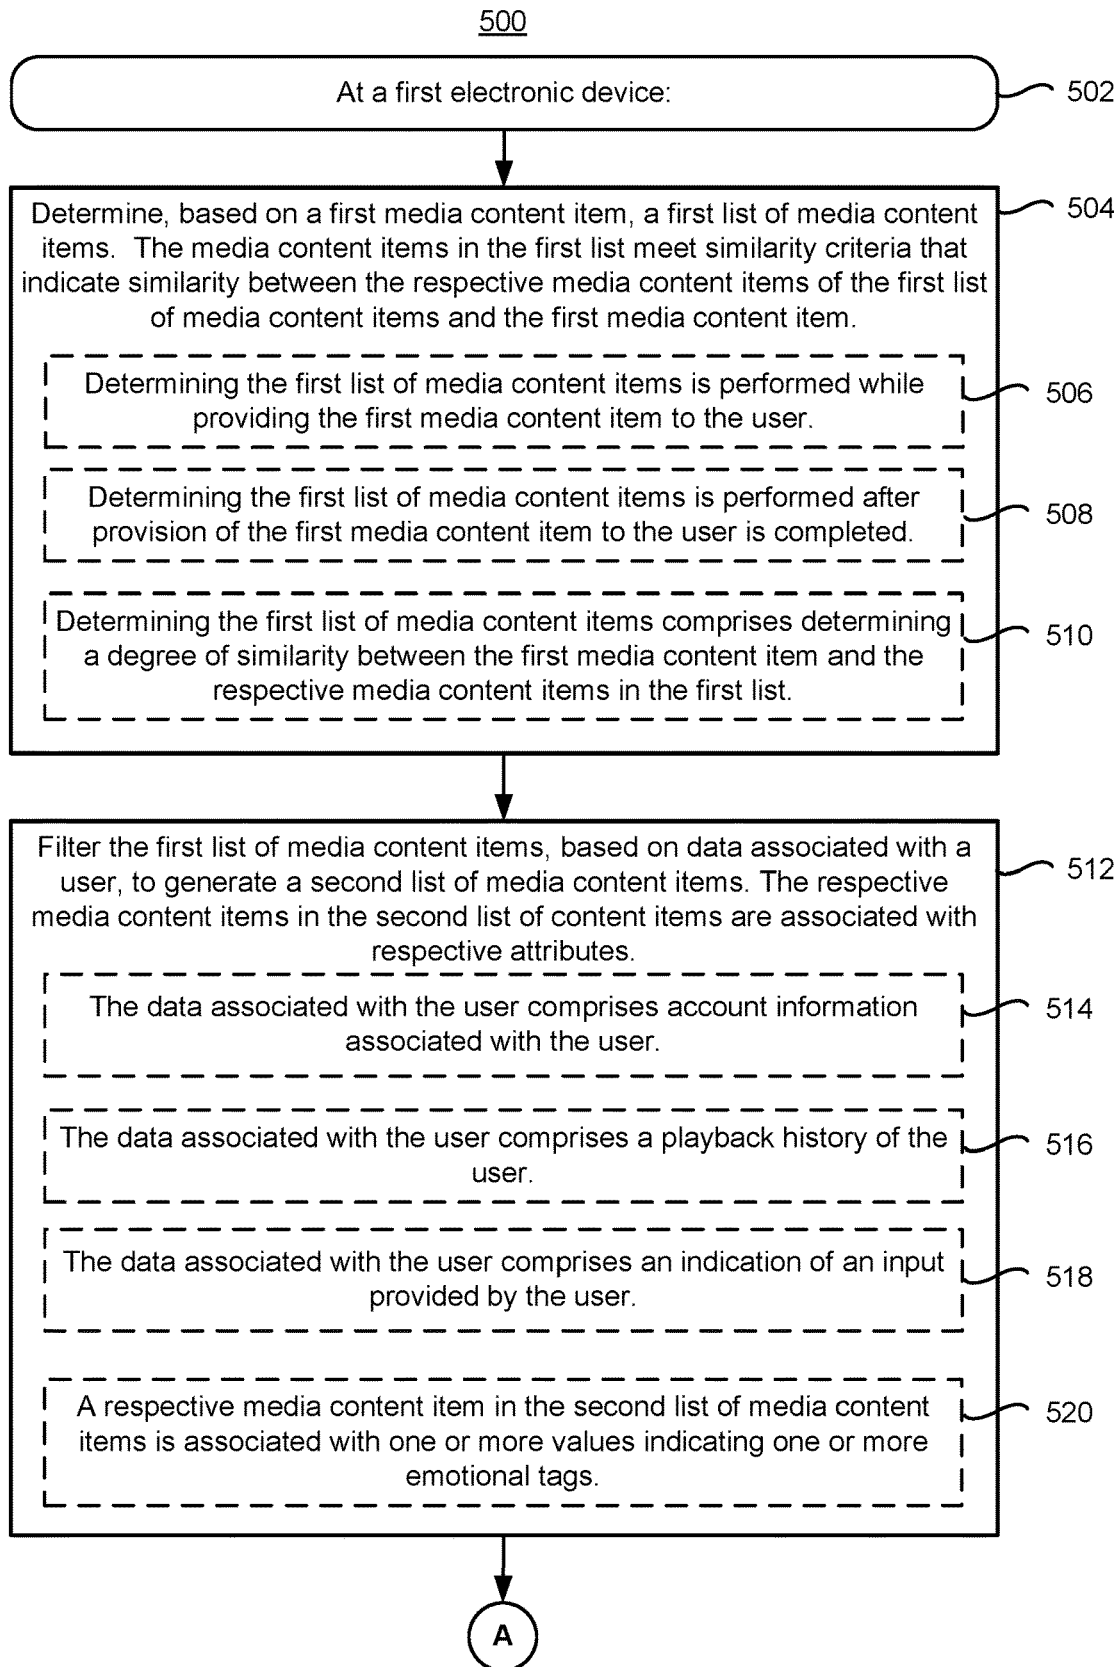 500
At a first electronic device:
502
Determine, based on a first media content item, a first list of media content
items.  The media content items in the first list meet similarity criteria that
indicate similarity between the respective media content items of the first list
of media content items and the first media content item.
504
Determining the first list of media content items is performed while
providing the first media content item to the user.
506
Determining the first list of media content items is performed after
provision of the first media content item to the user is completed.
508
Determining the first list of media content items comprises determining
a degree of similarity between the first media content item and the
respective media content items in the first list.
510
Filter the first list of media content items, based on data associated with a
user, to generate a second list of media content items. The respective
media content items in the second list of content items are associated with
respective attributes.
512
The data associated with the user comprises account information
associated with the user.
514
The data associated with the user comprises a playback history of the
user.
516
The data associated with the user comprises an indication of an input
provided by the user.
518
A respective media content item in the second list of media content
items is associated with one or more values indicating one or more
emotional tags.
520
A